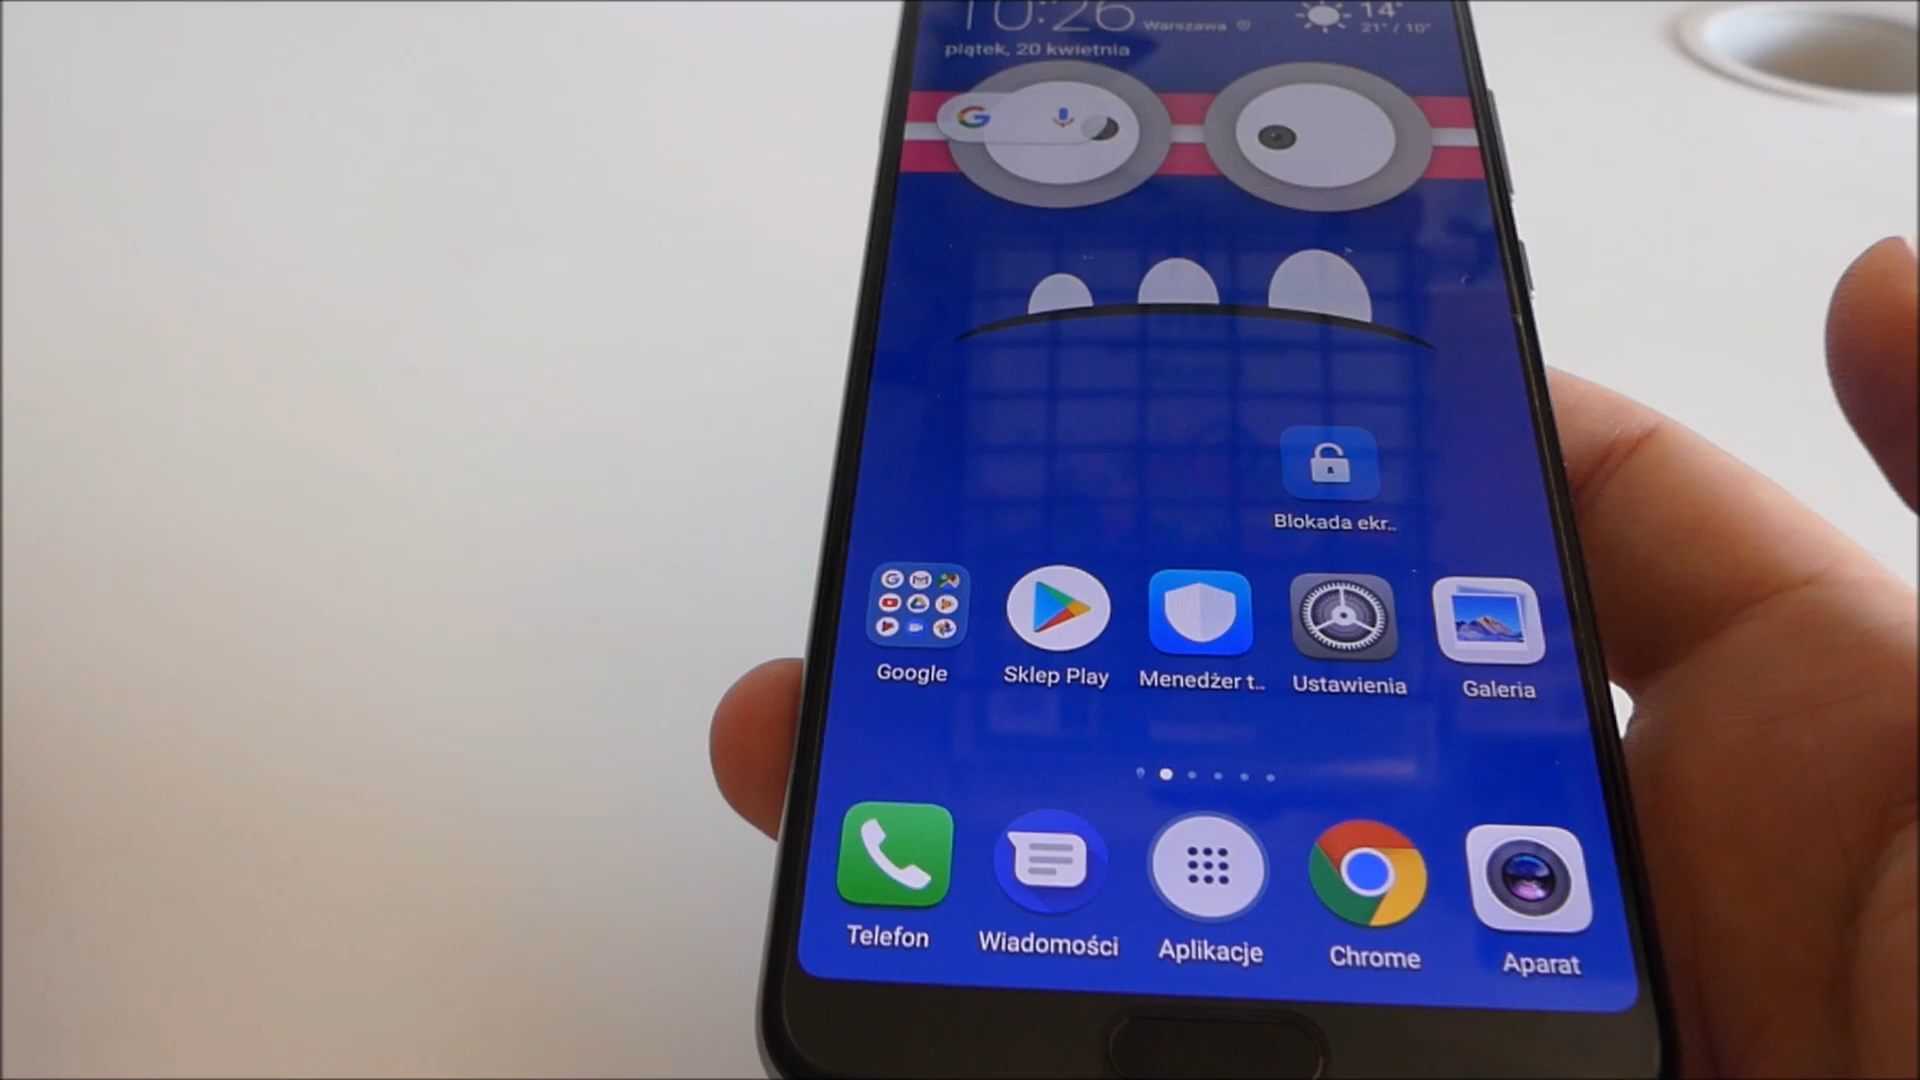 10:26
Warszawa
14°
21° / 10°
piątek, 20 kwietnia
Blokada ekr..
Google
Sklep Play
Menedżer t..
Ustawienia
Galeria
Telefon
Wiadomości
Aplikacje
Chrome
Aparat